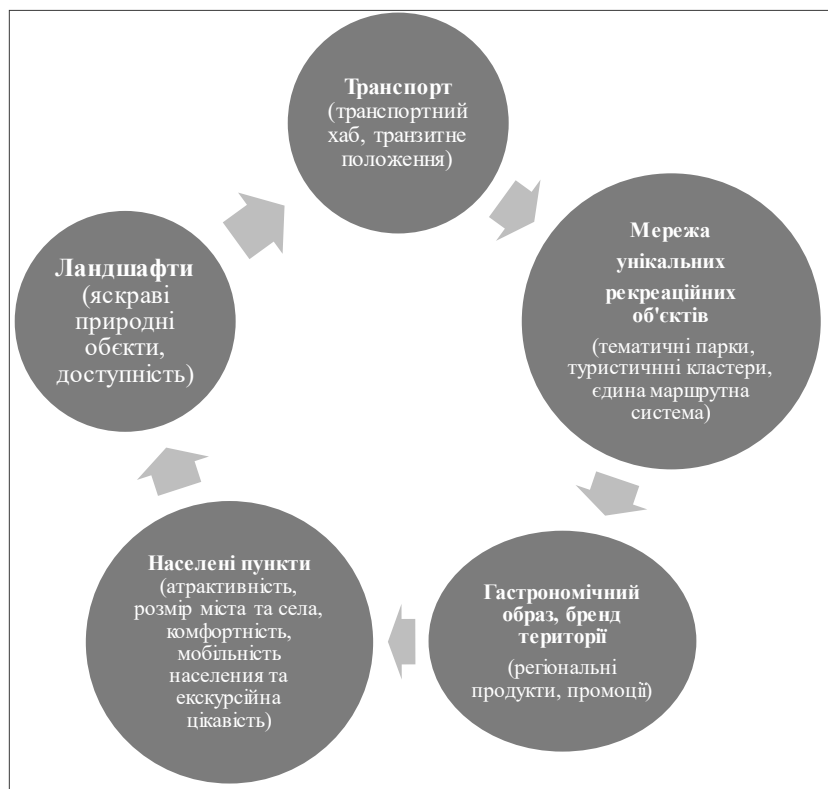 Транспорт
(транспортний
хаб, транзитне
положення)
Мережа
унікальних
рекреаційних
об'єктів
(тематичні парки,
туристичнні кластери,
єдина маршрутна
система)
Гастрономічний
образ, бренд
території
(регіональні
продукти, промоції)
Населені пункти
(атрактивність,
розмір міста та села,
комфортність,
мобільність
населення та
екскурсійна
цікавість)
Ландшафти
(яскраві
природні
обєкти,
доступність)